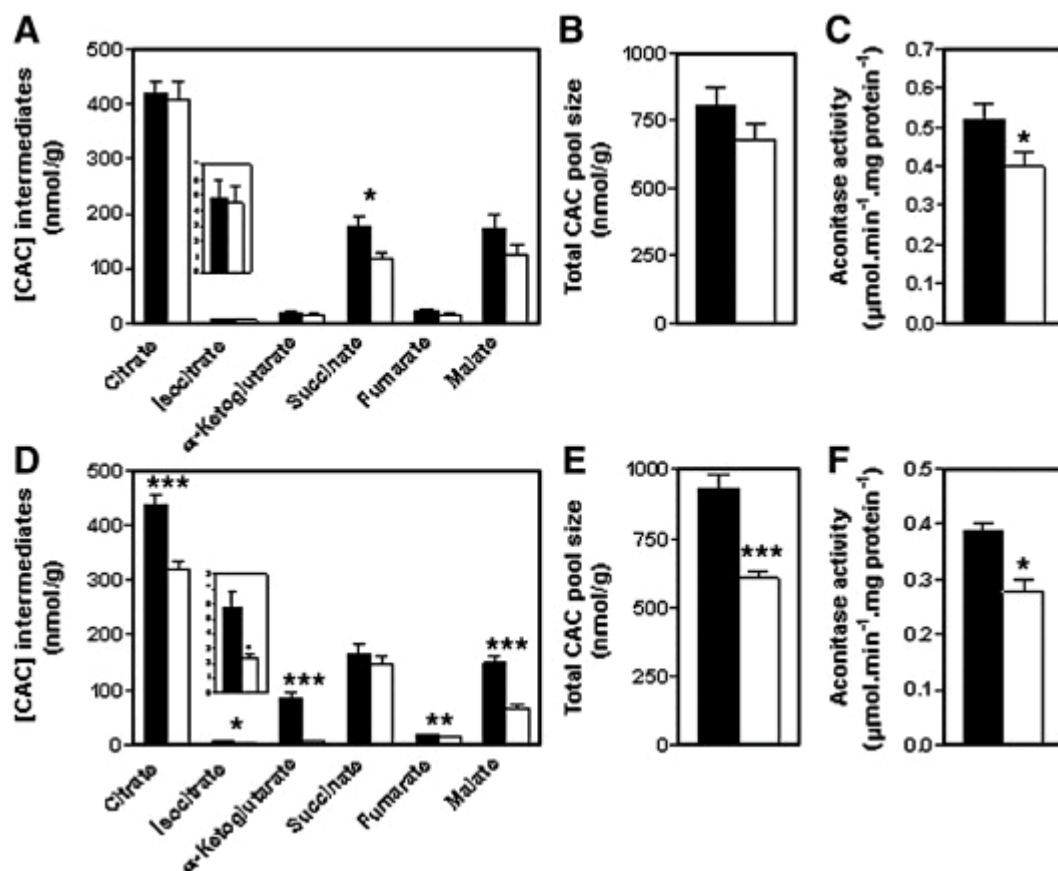 A
500
400
300
200
100
0
[CAC] intermediates
(nmol/g)
*
Citrate
Isocitrate
α-Ketoglutarate
Succinate
Fumarate
Malate
B
1000
750
500
250
0
Total CAC pool size
(nmol/g)
C
0.7
0.6
0.5
0.4
0.3
0.2
0.1
0.0
Aconitase activity
(µmol.min⁻¹.mg protein⁻¹)
*
D
500
400
300
200
100
0
[CAC] intermediates
(nmol/g)
***
*
***
**
***
Citrate
Isocitrate
α-Ketoglutarate
Succinate
Fumarate
Malate
E
1000
750
500
250
0
Total CAC pool size
(nmol/g)
***
F
0.5
0.4
0.3
0.2
0.1
0.0
Aconitase activity
(µmol.min⁻¹.mg protein⁻¹)
*